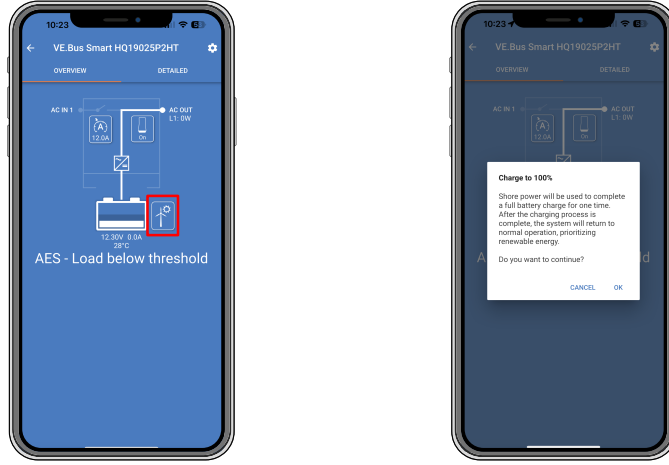 10:23
VE.Bus Smart HQ19025P2HT
OVERVIEW DETAILED
AC IN 1
AC OUT
L1: 0W
12.0A
On
12.30V 0.0A
28°C
AES - Load below threshold
10:23
VE.Bus Smart HQ19025P2HT
OVERVIEW DETAILED
AC IN 1
AC OUT
L1: 0W
12.0A
On
Charge to 100%
Shore power will be used to complete
a full battery charge for one time.
After the charging process is
complete, the system will return to
normal operation, prioritizing
renewable energy.
Do you want to continue?
CANCEL OK